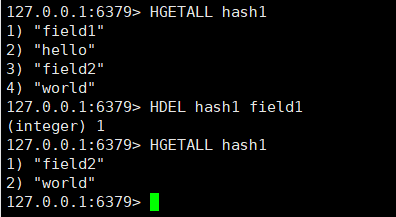 127.0.0.1:6379> HGETALL hash1
1) "field1"
2) "hello"
3) "field2"
4) "world"
127.0.0.1:6379> HDEL hash1 field1
(integer) 1
127.0.0.1:6379> HGETALL hash1
1) "field2"
2) "world"
127.0.0.1:6379>